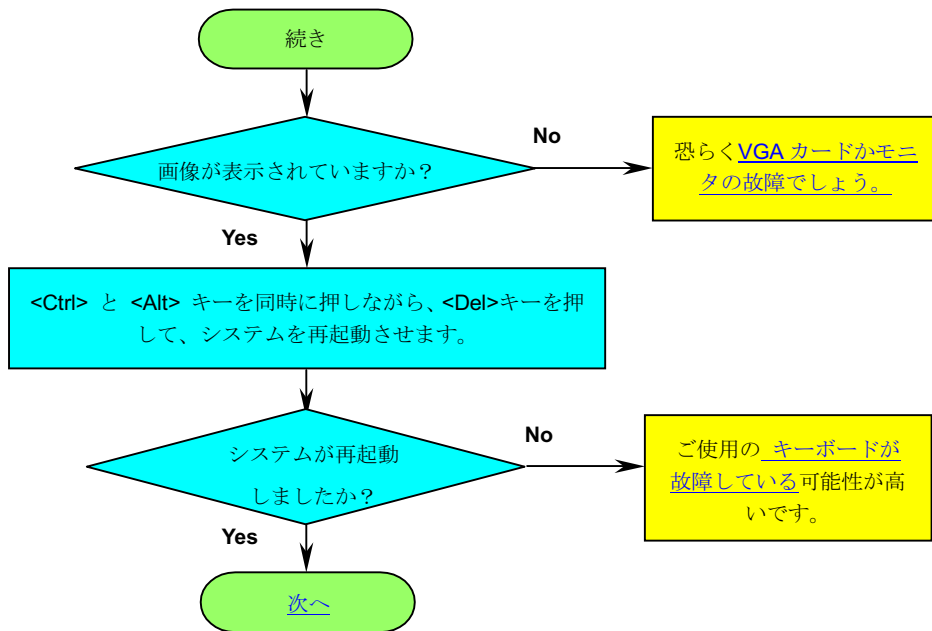 続き
画像が表示されていますか？
No
恐らくVGA カードかモニ
タの故障でしょう。
Yes
<Ctrl> と <Alt> キーを同時に押しながら、<Del>キーを押
して、システムを再起動させます。
システムが再起動
しましたか？
No
ご使用の キーボードが
故障している可能性が高
いです。
Yes
次へ